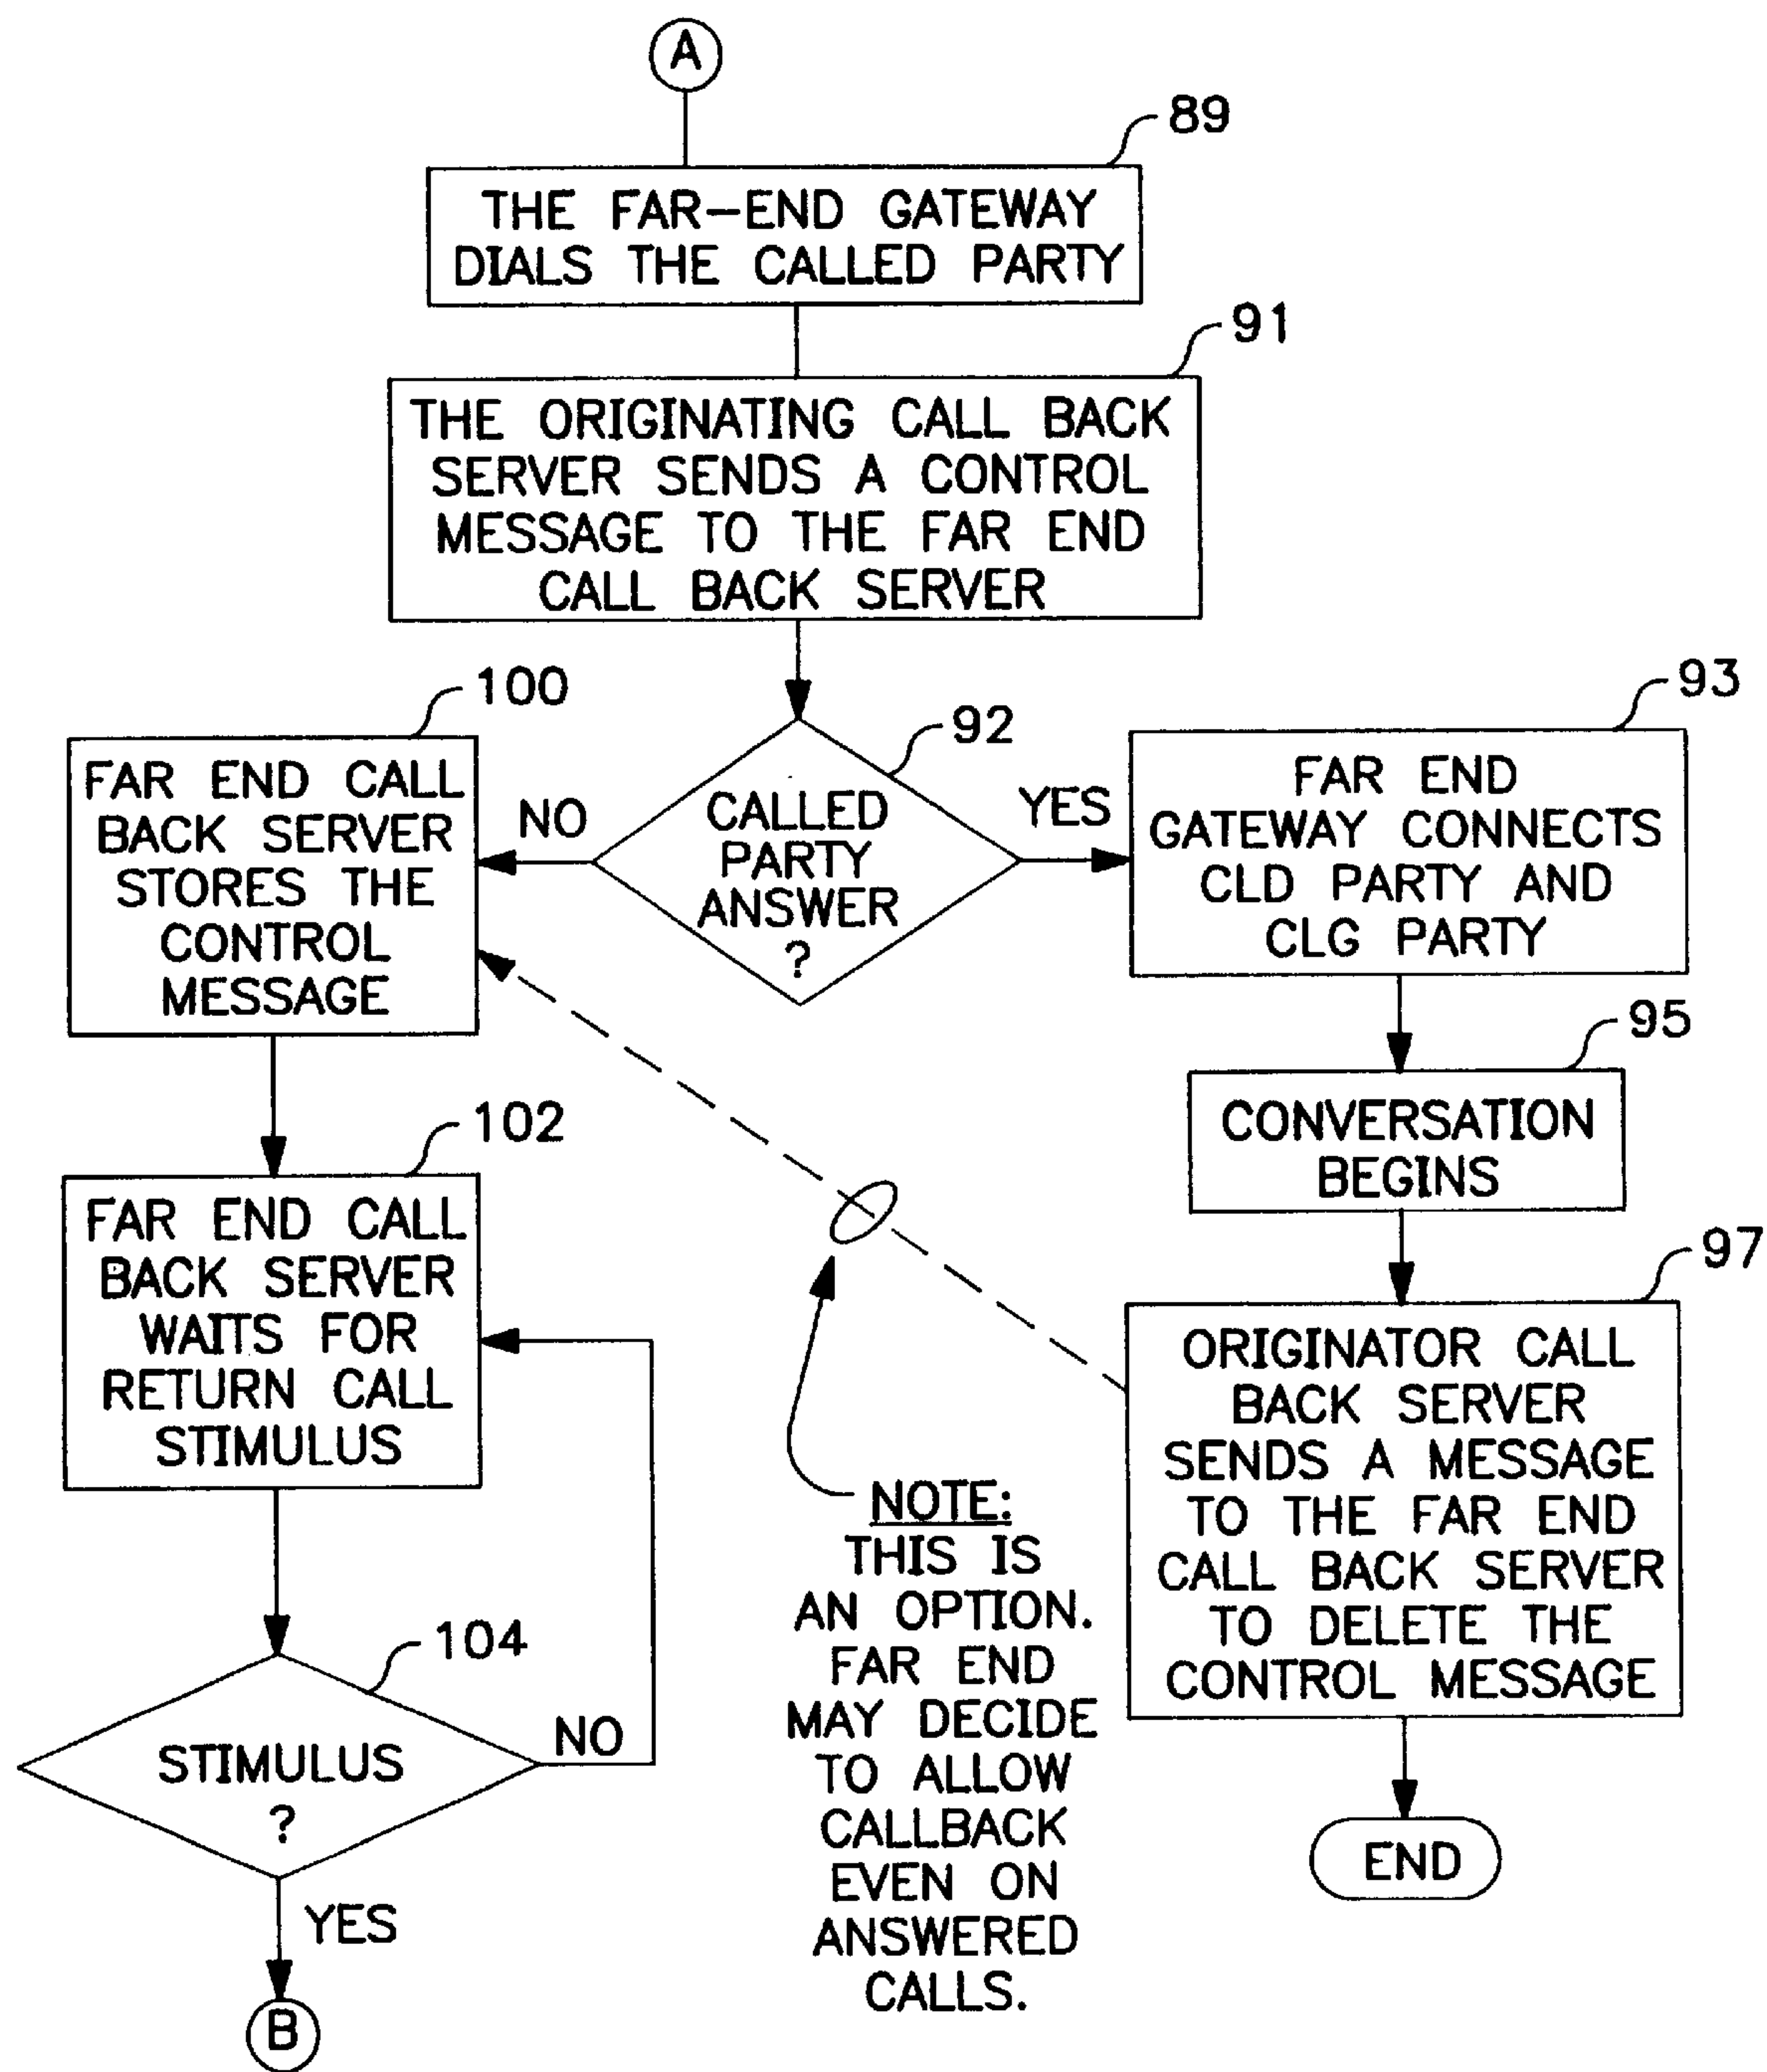 A
89
THE FAR-END GATEWAY
DIALS THE CALLED PARTY
91
THE ORIGINATING CALL BACK
SERVER SENDS A CONTROL
MESSAGE TO THE FAR END
CALL BACK SERVER
100
FAR END CALL
BACK SERVER
STORES THE
CONTROL
MESSAGE
NO
92
CALLED
PARTY
ANSWER
?
YES
93
FAR END
GATEWAY CONNECTS
CLD PARTY AND
CLG PARTY
95
CONVERSATION
BEGINS
102
FAR END CALL
BACK SERVER
WAITS FOR
RETURN CALL
STIMULUS
97
ORIGINATOR CALL
BACK SERVER
SENDS A MESSAGE
TO THE FAR END
CALL BACK SERVER
TO DELETE THE
CONTROL MESSAGE
NOTE:
THIS IS
AN OPTION.
FAR END
MAY DECIDE
TO ALLOW
CALLBACK
EVEN ON
ANSWERED
CALLS.
104
STIMULUS
?
NO
YES
B
END